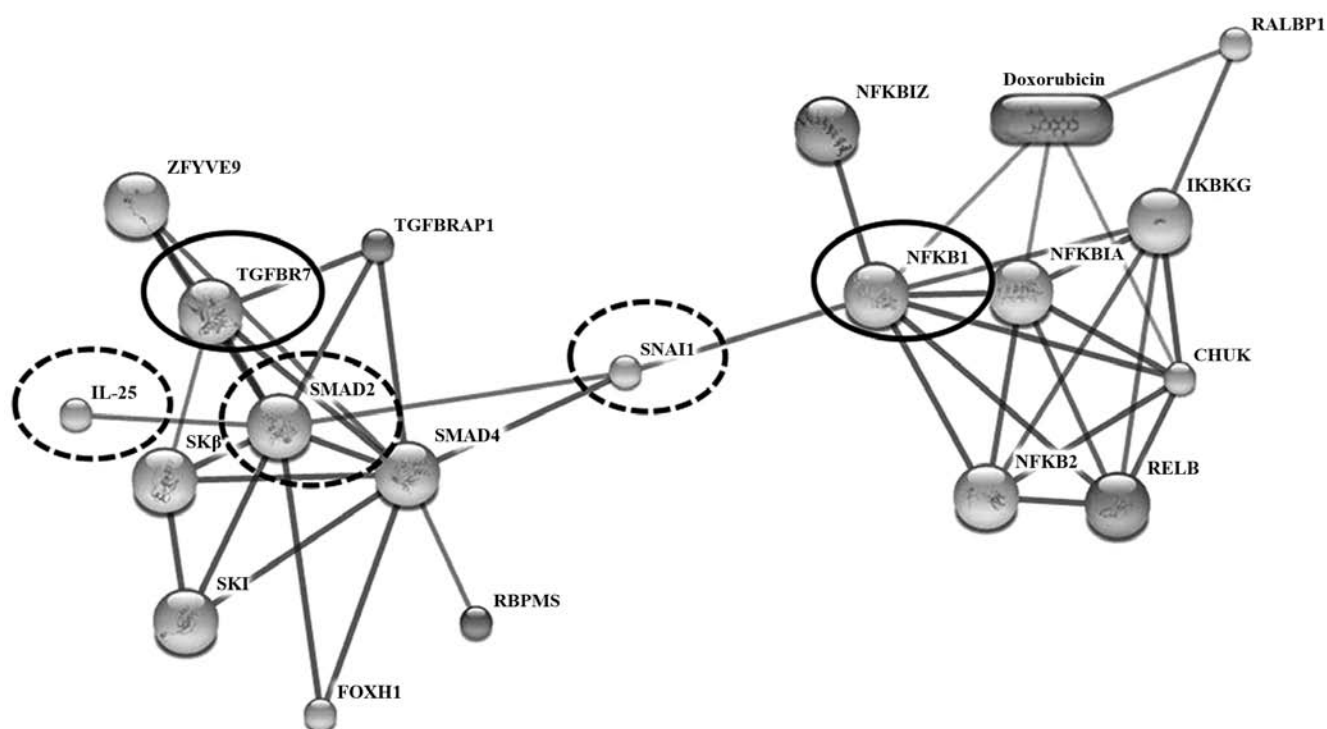 RALBP1
Doxorubicin
NFKBIZ
ZFYVE9
IKBKG
TGFBRAP1
TGFBR7
NFKB1
NFKBIA
SNAI1
CHUK
IL-25
SMAD2
SKβ
SMAD4
NFKB2
RELB
SKI
RBPMS
FOXH1